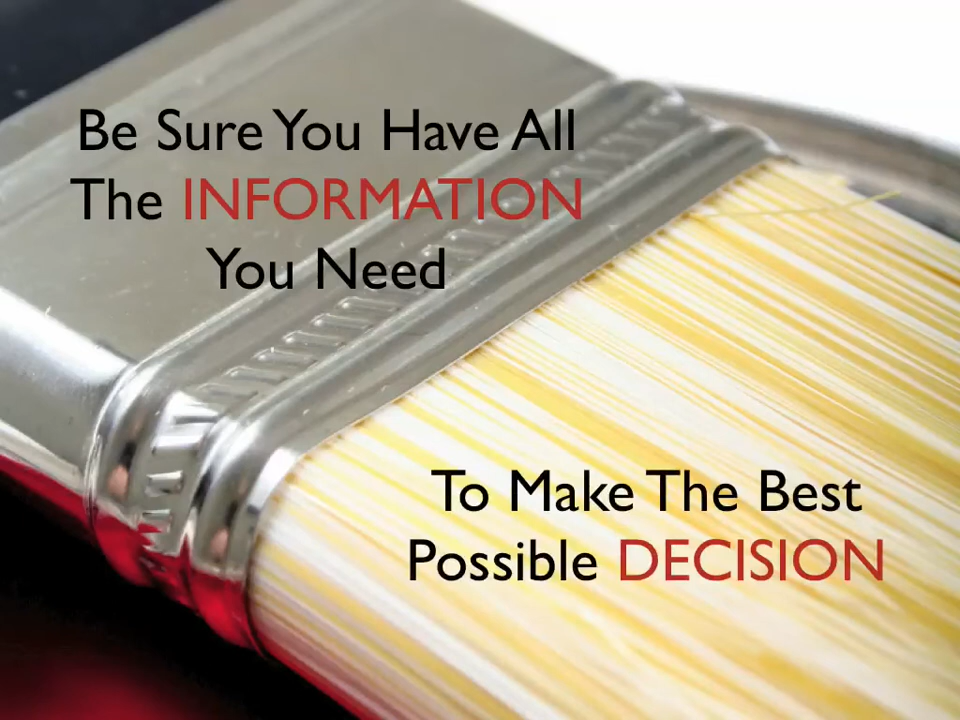 Be Sure You Have All
The INFORMATION
You Need
To Make The Best
Possible DECISION